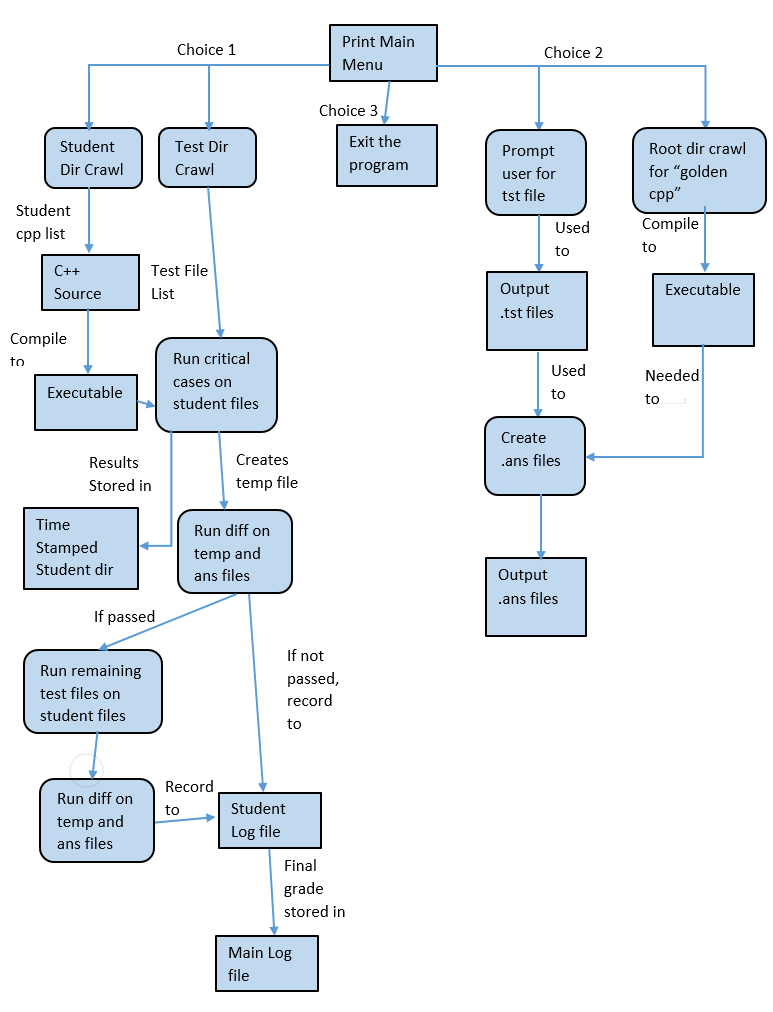 Print Main
Menu
Choice 1
Choice 2
Choice 3
Student
Dir Crawl
Test Dir
Crawl
Exit the
program
Prompt
user for
tst file
Root dir crawl
for “golden
cpp”
Student
cpp list
Used
to
Compile
to
C++
Source
Test File
List
Output
.tst files
Executable
Compile
to
Run critical
cases on
student files
Executable
Used
to
Needed
to
Create
.ans files
Results
Stored in
Creates
temp file
Time
Stamped
Student dir
Run diff on
temp and
ans files
Output
.ans files
If passed
If not
passed,
record
to
Run remaining
test files on
student files
Run diff on
temp and
ans files
Record
to
Student
Log file
Final
grade
stored in
Main Log
file